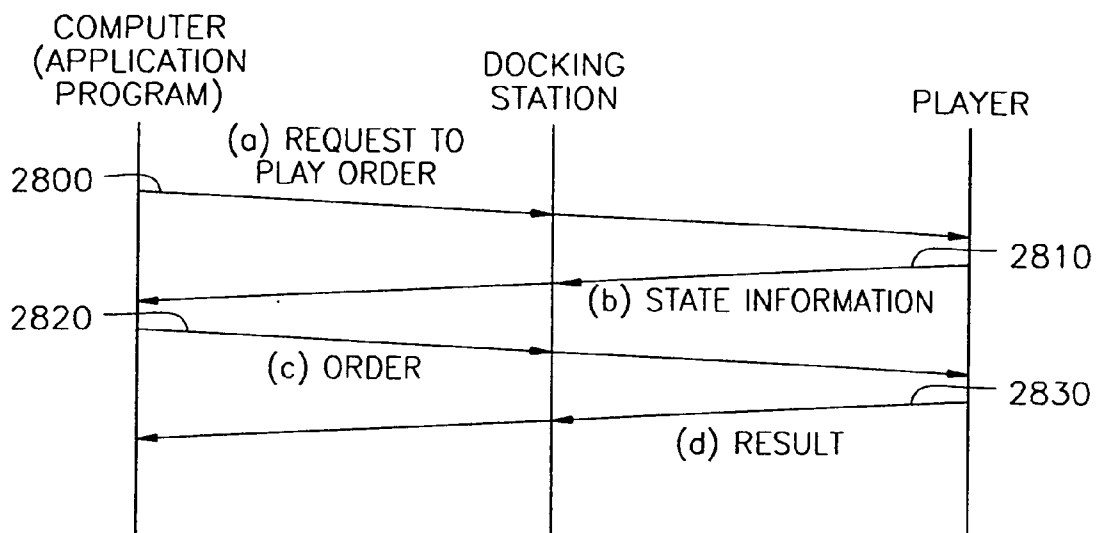 COMPUTER
(APPLICATION
PROGRAM)
DOCKING
STATION
PLAYER
(a) REQUEST TO
PLAY ORDER
2800
2810
(b) STATE INFORMATION
2820
(c) ORDER
2830
(d) RESULT